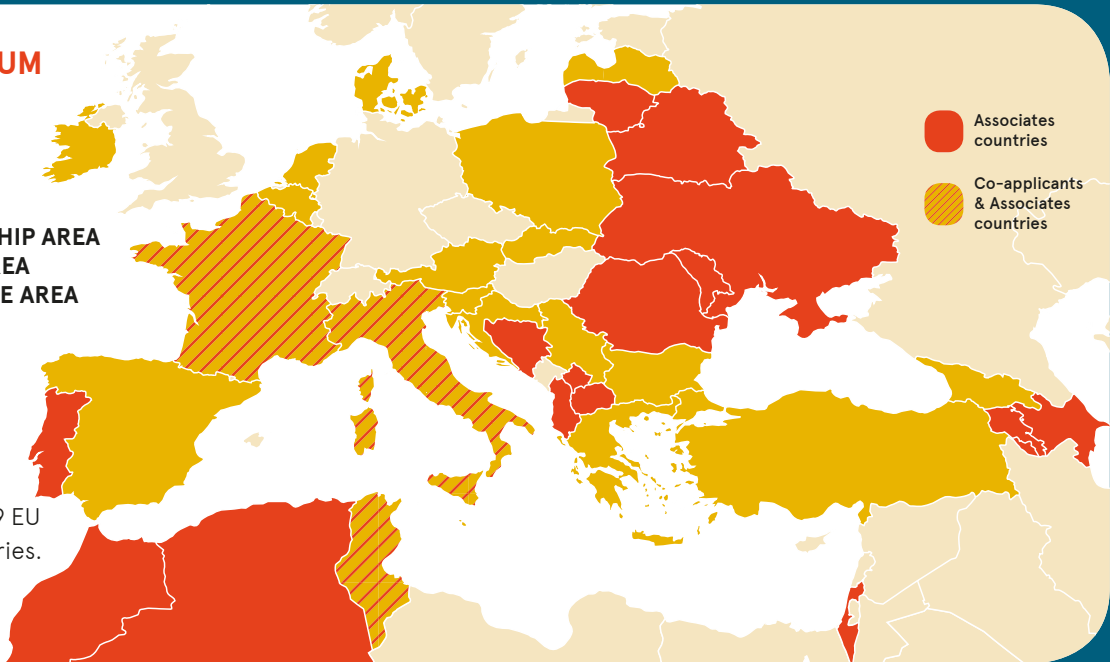 UM
HIP AREA
EA
E AREA
9 EU
ries.
Associates
countries
Co-applicants
& Associates
countries